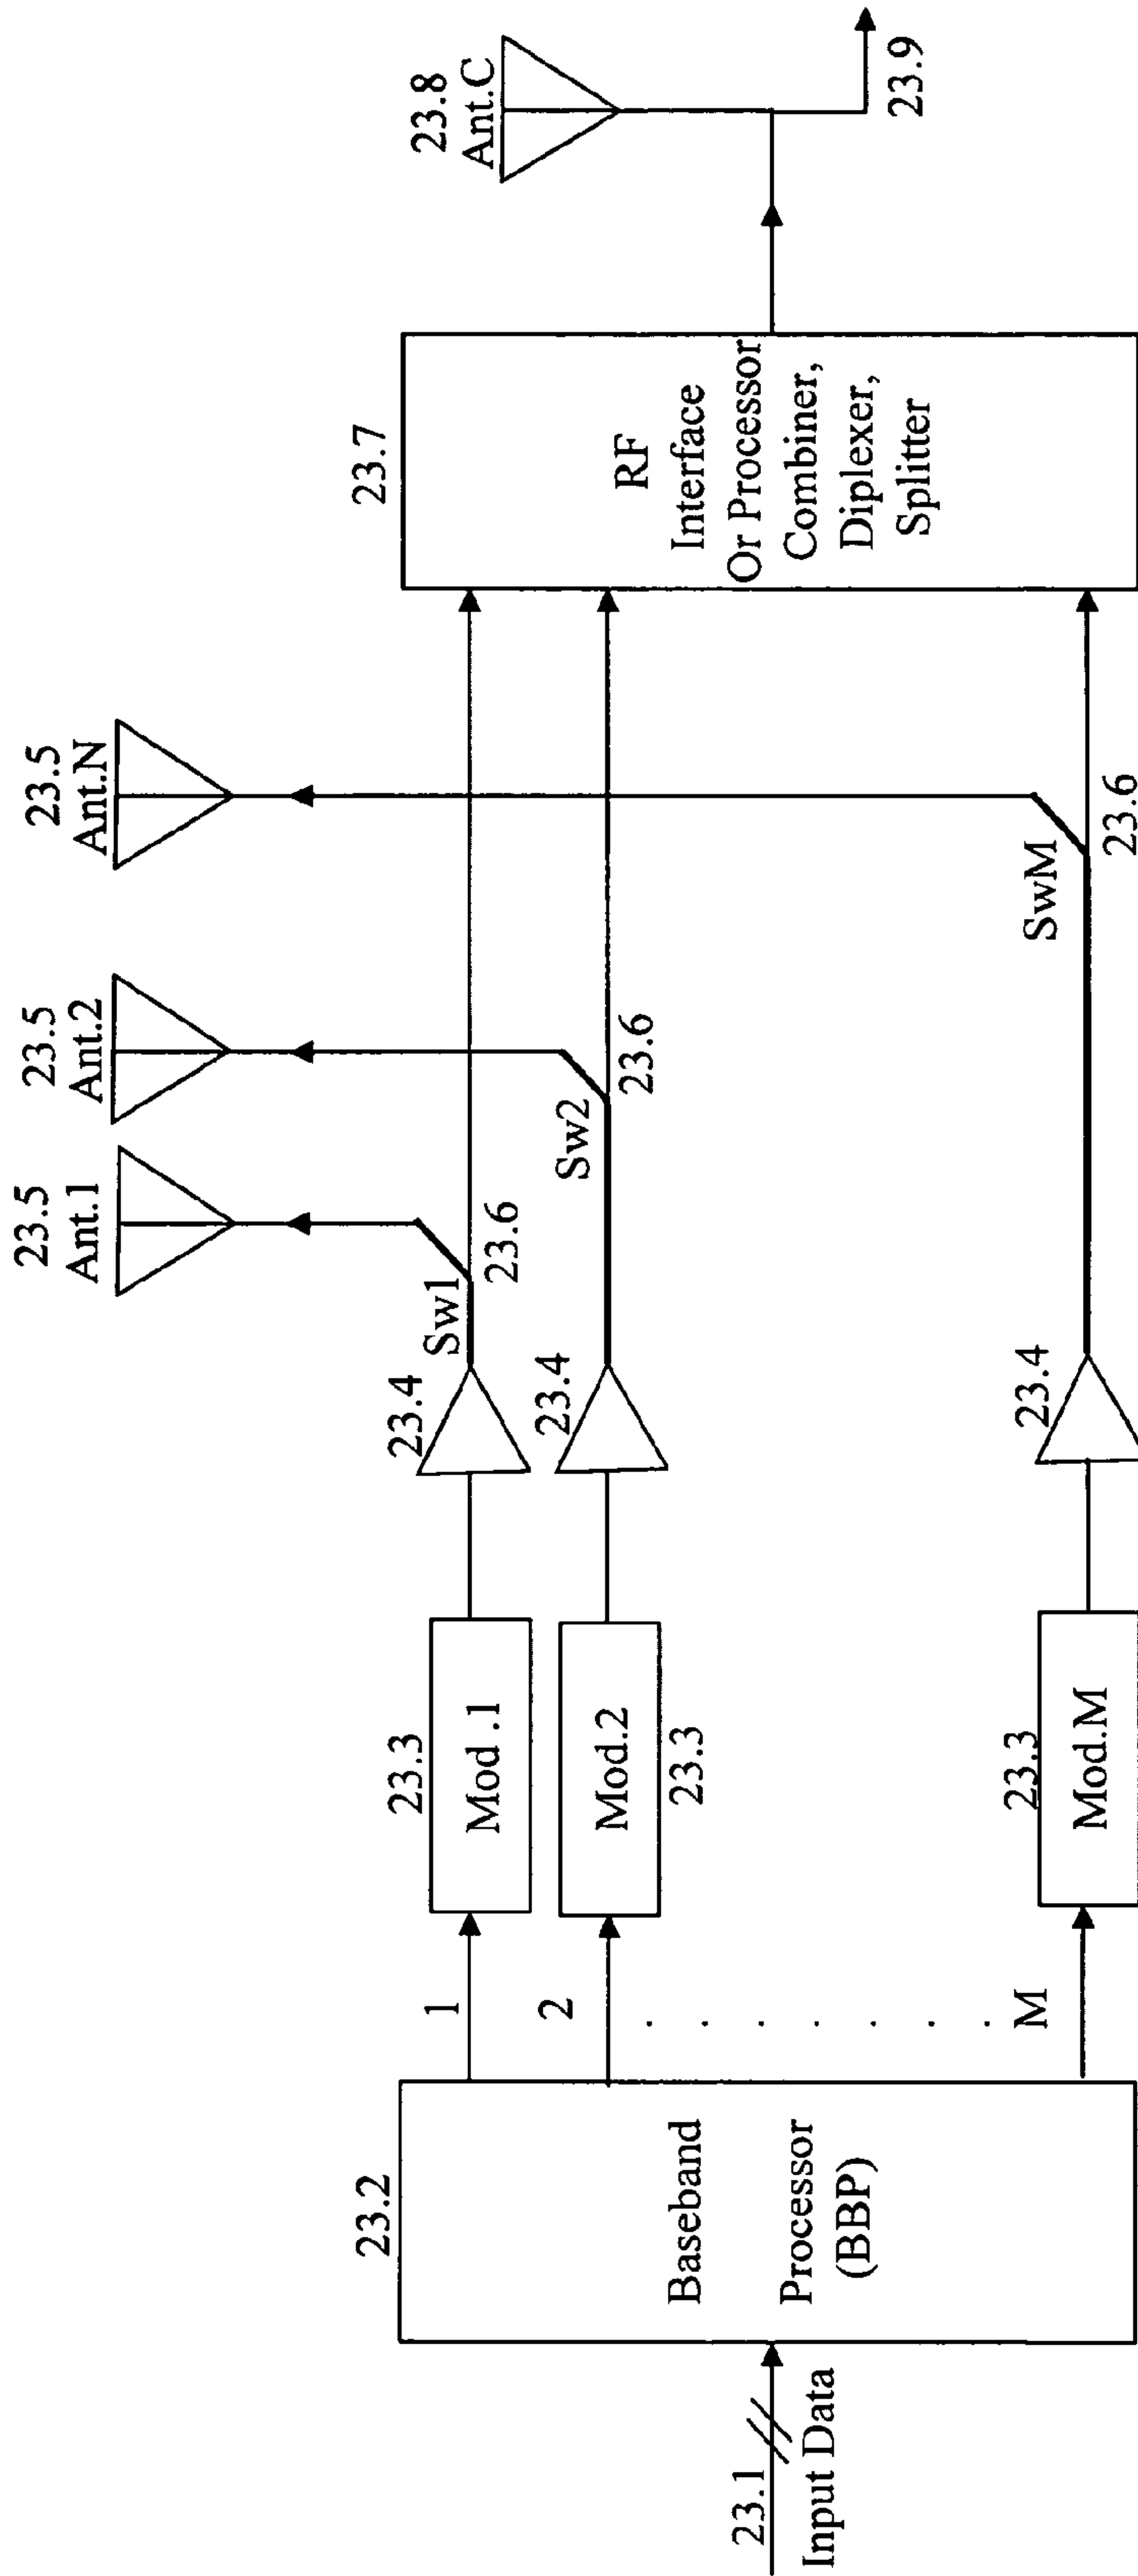 23.1
Input Data
23.2
Baseband
Processor
(BBP)
1
2
. . . . . . .
M
23.3
Mod .1
Mod.2
23.3
23.3
Mod.M
23.4
23.4
23.4
Sw1
23.6
Sw2
23.6
SwM
23.6
23.5
Ant.1
23.5
Ant.2
23.5
Ant.N
23.7
RF
Interface
Or Processor
Combiner,
Diplexer,
Splitter
23.8
Ant.C
23.9